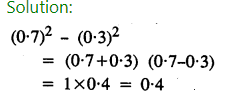 Solution:
(0·7)² - (0·3)²
= (0·7+0·3) (0·7–0·3)
= 1×0·4 = 0·4